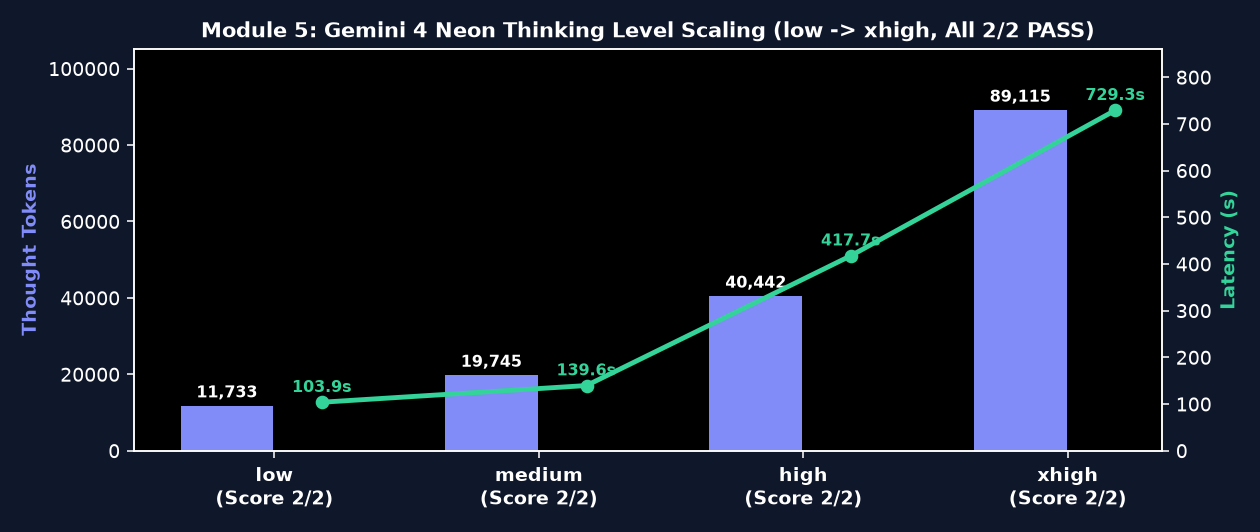 Module 5: Gemini 4 Neon Thinking Level Scaling (low -> xhigh, All 2/2 PASS)
Thought Tokens
100000
80000
60000
40000
20000
0
11,733
19,745
40,442
89,115
103.9s
139.6s
417.7s
729.3s
800
700
600
500
400
300
200
100
0
Latency (s)
low
(Score 2/2)
medium
(Score 2/2)
high
(Score 2/2)
xhigh
(Score 2/2)